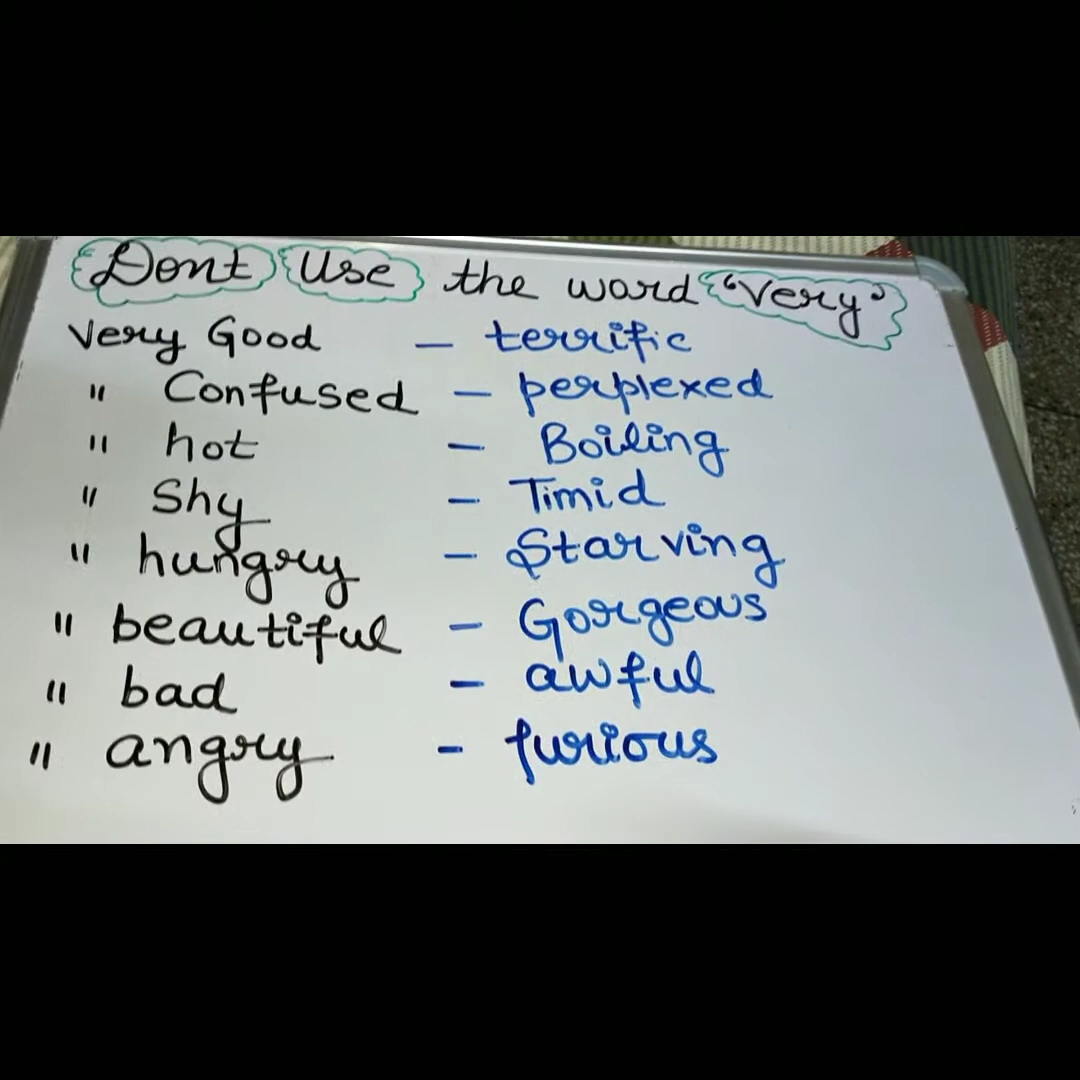 Dont Use the word "Very"
Very Good - terrific
" Confused - perplexed
" hot - Boiling
" Shy - Timid
" hungry - Starving
" beautiful - Gorgeous
" bad - awful
" angry - furious